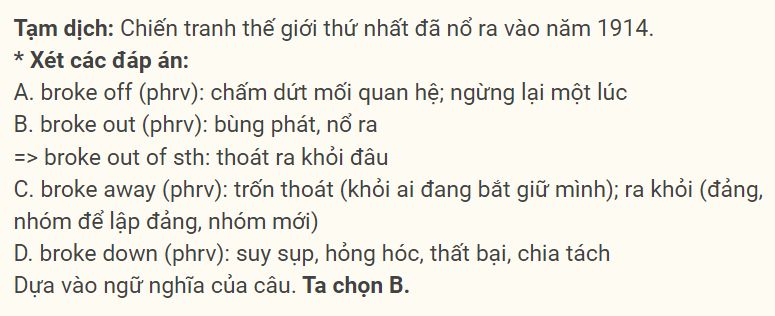 Tạm dịch: Chiến tranh thế giới thứ nhất đã nổ ra vào năm 1914.
* Xét các đáp án:
A. broke off (phrv): chấm dứt mối quan hệ; ngừng lại một lúc
B. broke out (phrv): bùng phát, nổ ra
=> broke out of sth: thoát ra khỏi đâu
C. broke away (phrv): trốn thoát (khỏi ai đang bắt giữ mình); ra khỏi (đảng,
nhóm để lập đảng, nhóm mới)
D. broke down (phrv): suy sụp, hỏng hóc, thất bại, chia tách
Dựa vào ngữ nghĩa của câu. Ta chọn B.